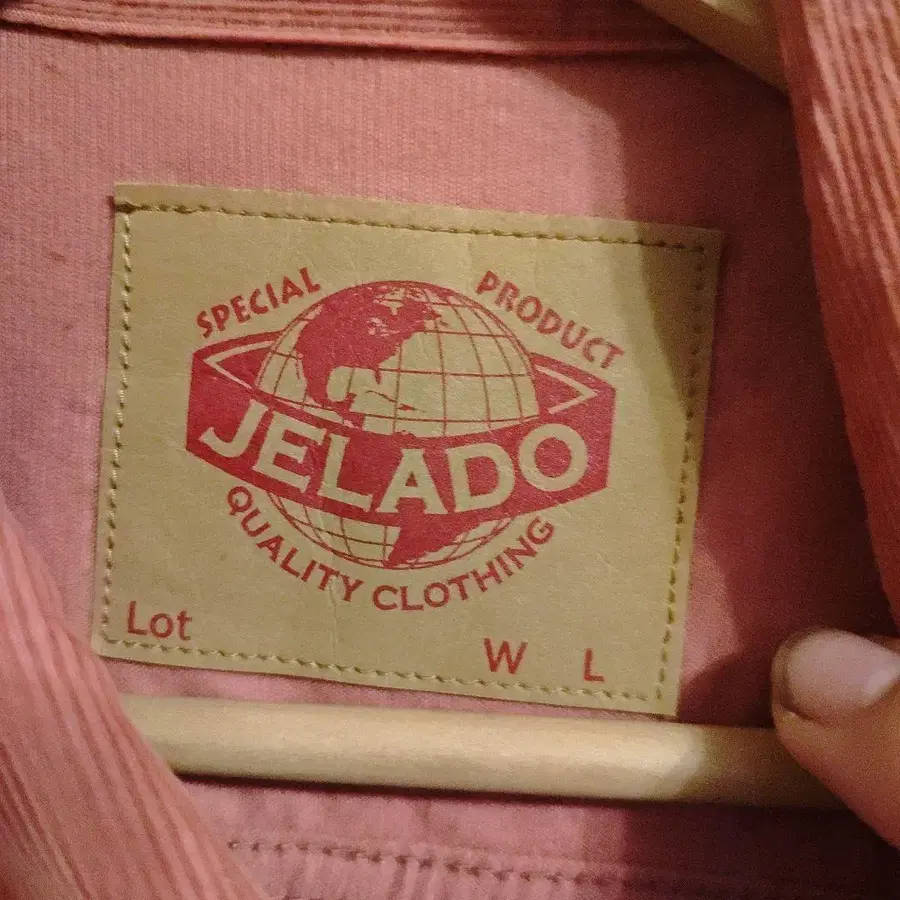 SPECIAL PRODUCT
JELADO
QUALITY CLOTHING
Lot
W L